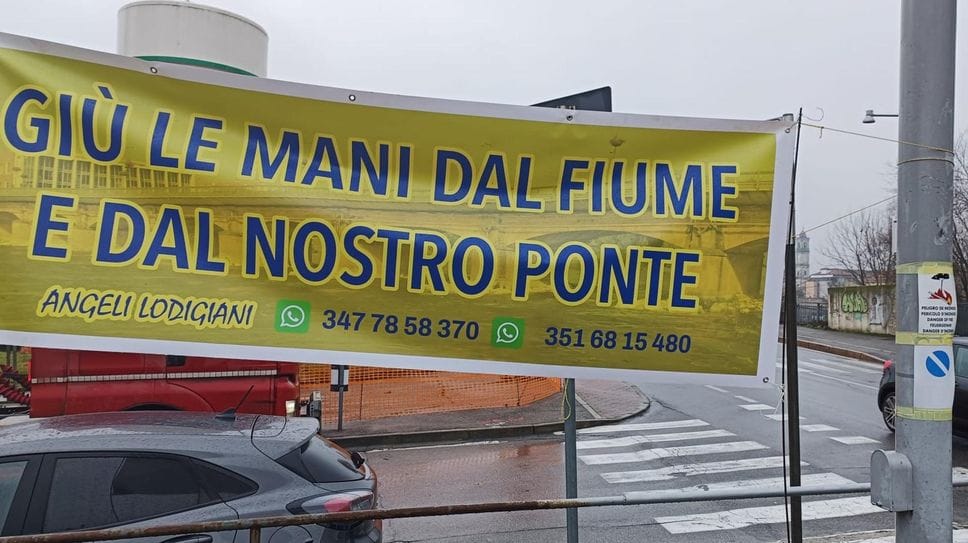 GIÙ LE MANI DAL FIUME
E DAL NOSTRO PONTE
ANGELI LODIGIANI 347 78 58 370 351 68 15 480